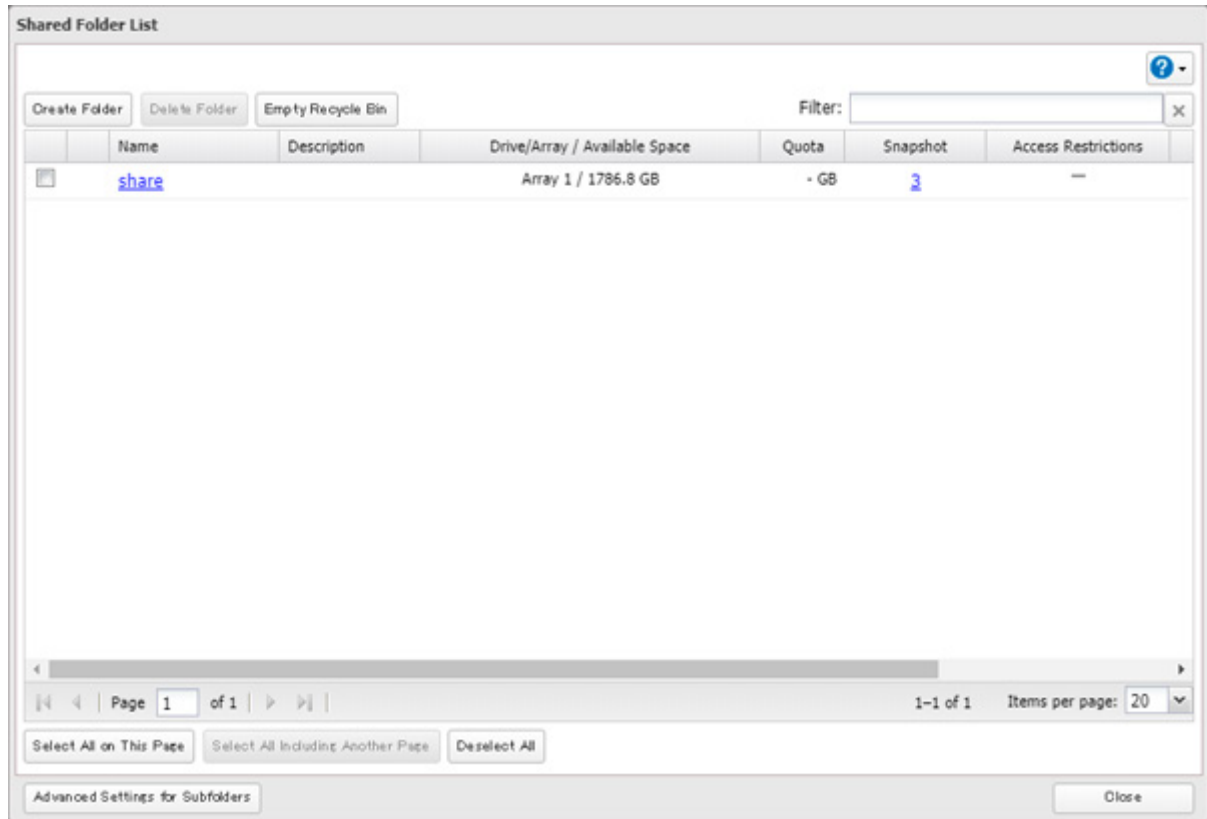 Shared Folder List
?
Create Folder Delete Folder Empty Recycle Bin Filter:
Name Description Drive/Array / Available Space Quota Snapshot Access Restrictions
share Array 1 / 1786.8 GB - GB 3 —
Page 1 of 1 1–1 of 1 Items per page: 20
Select All on This Page Select All Including Another Page Deselect All
Advanced Settings for Subfolders Close